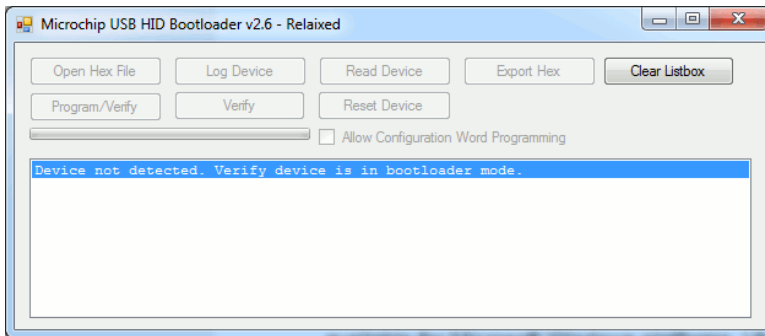 Microchip USB HID Bootloader v2.6 - Relaixed
Open Hex File Log Device Read Device Export Hex Clear Listbox
Program/Verify Verify Reset Device
Allow Configuration Word Programming
Device not detected. Verify device is in bootloader mode.